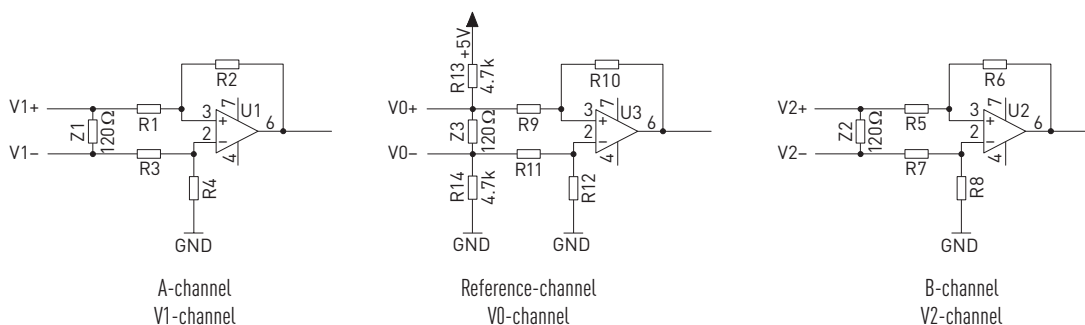 R2
V1+
R1
3
7
U1
+
6
2
−
4
Z1
120Ω
V1−
R3
R4
GND
A-channel
V1-channel
+5V
R13
4.7k
R10
V0+
R9
3
7
U3
+
6
2
−
4
Z3
120Ω
V0−
R11
R14
4.7k
R12
GND
GND
Reference-channel
V0-channel
R6
V2+
R5
3
7
U2
+
6
2
−
4
Z2
120Ω
V2−
R7
R8
GND
B-channel
V2-channel